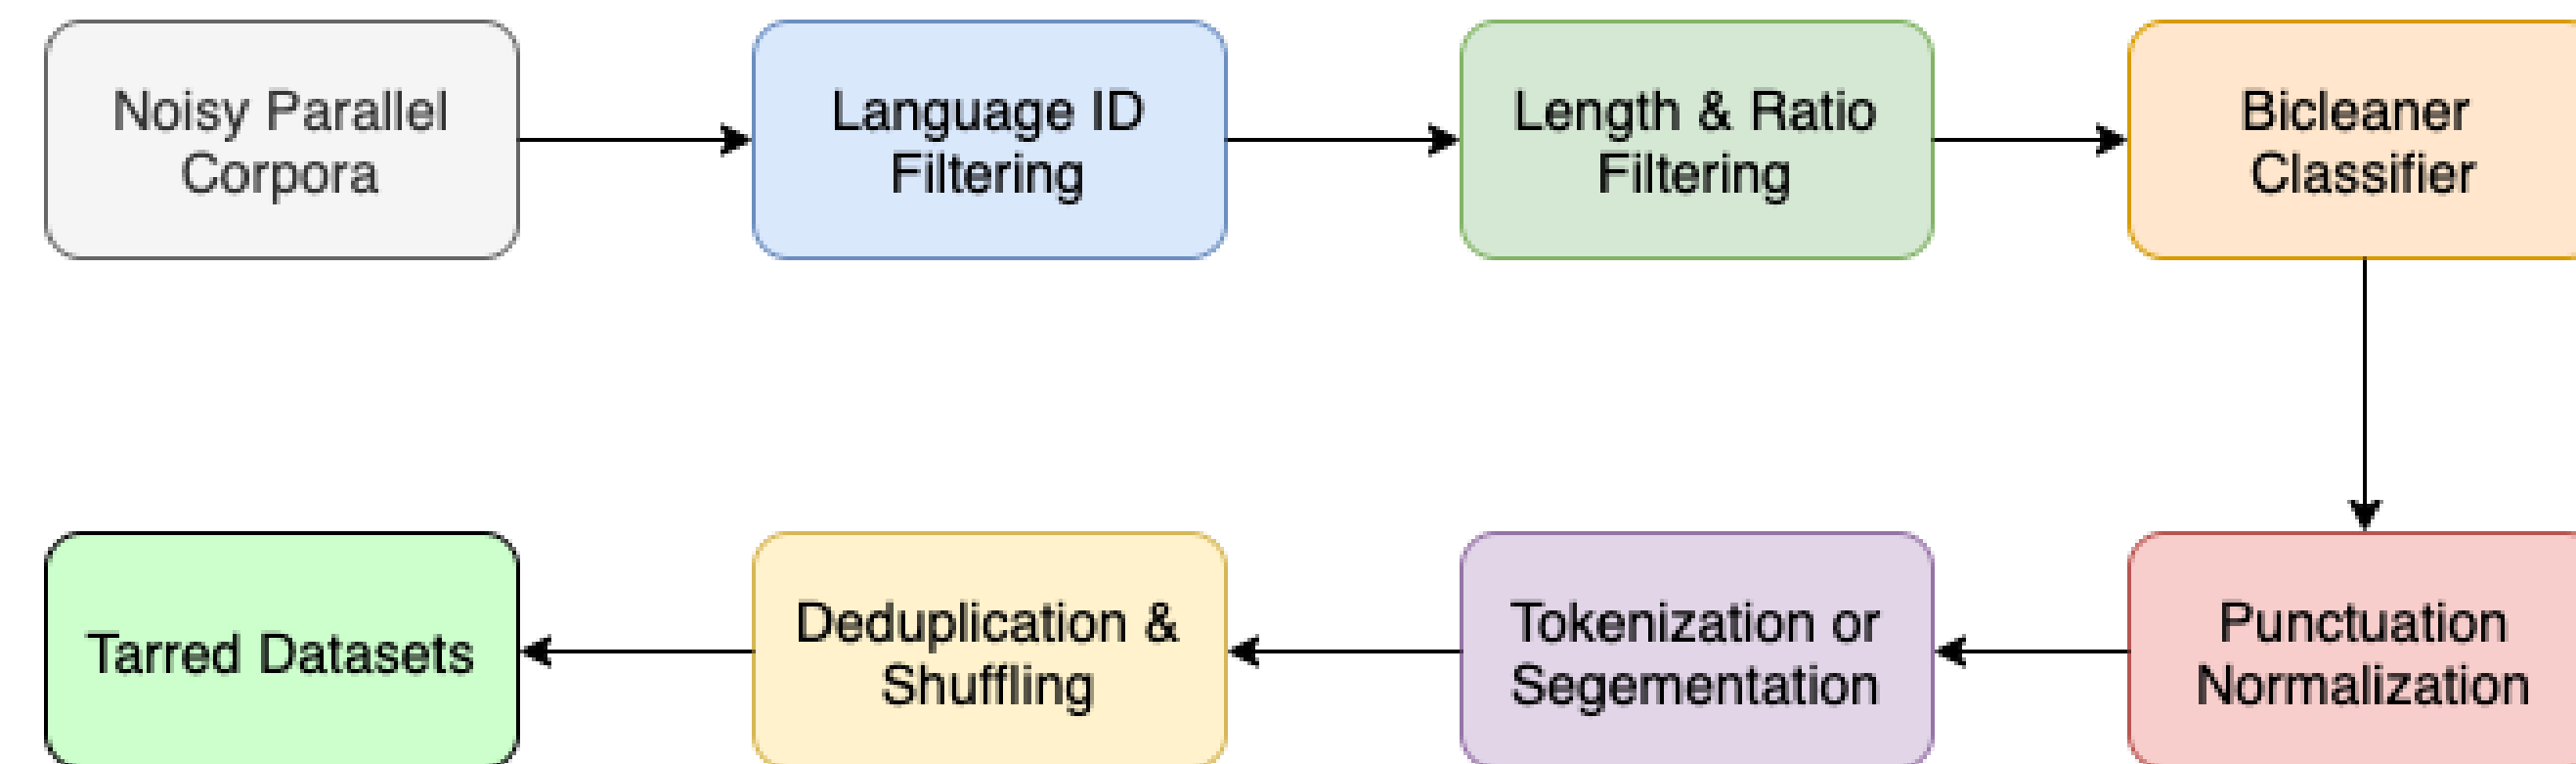 Noisy Parallel
Corpora
Language ID
Filtering
Length & Ratio
Filtering
Bicleaner
Classifier
Punctuation
Normalization
Tokenization or
Segementation
Deduplication &
Shuffling
Tarred Datasets